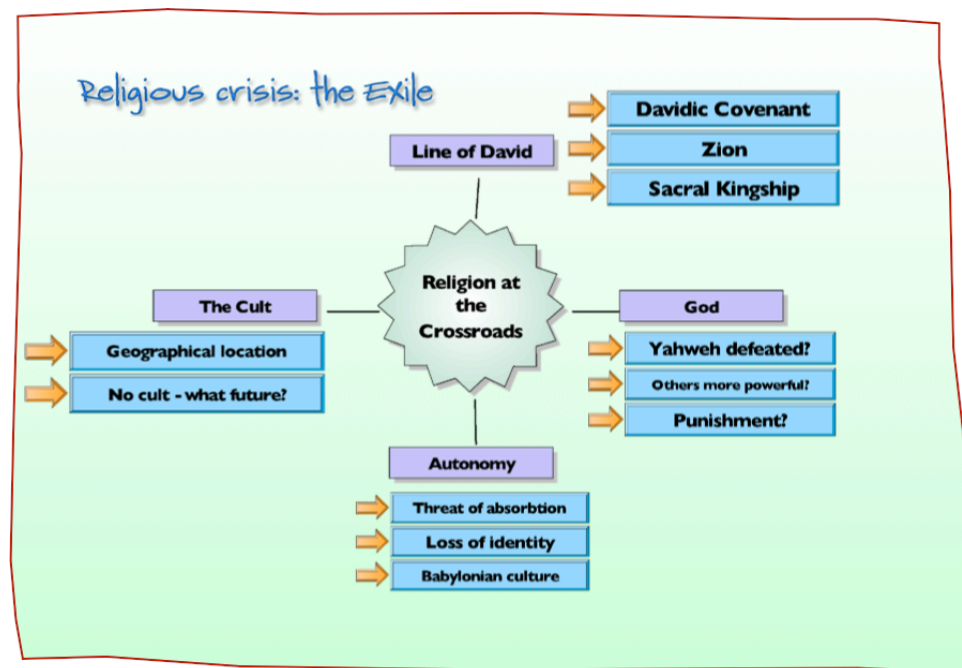 Religious crisis: the Exile
Line of David
Davidic Covenant
Zion
Sacral Kingship
Religion at
the
Crossroads
The Cult
Geographical location
No cult - what future?
God
Yahweh defeated?
Others more powerful?
Punishment?
Autonomy
Threat of absorbtion
Loss of identity
Babylonian culture